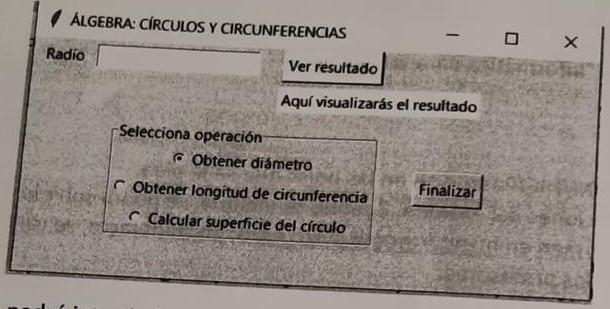 ÁLGEBRA: CÍRCULOS Y CIRCUNFERENCIAS
Radio
Ver resultado
Aquí visualizarás el resultado
Selecciona operación
Obtener diámetro
Obtener longitud de circunferencia
Finalizar
Calcular superficie del círculo